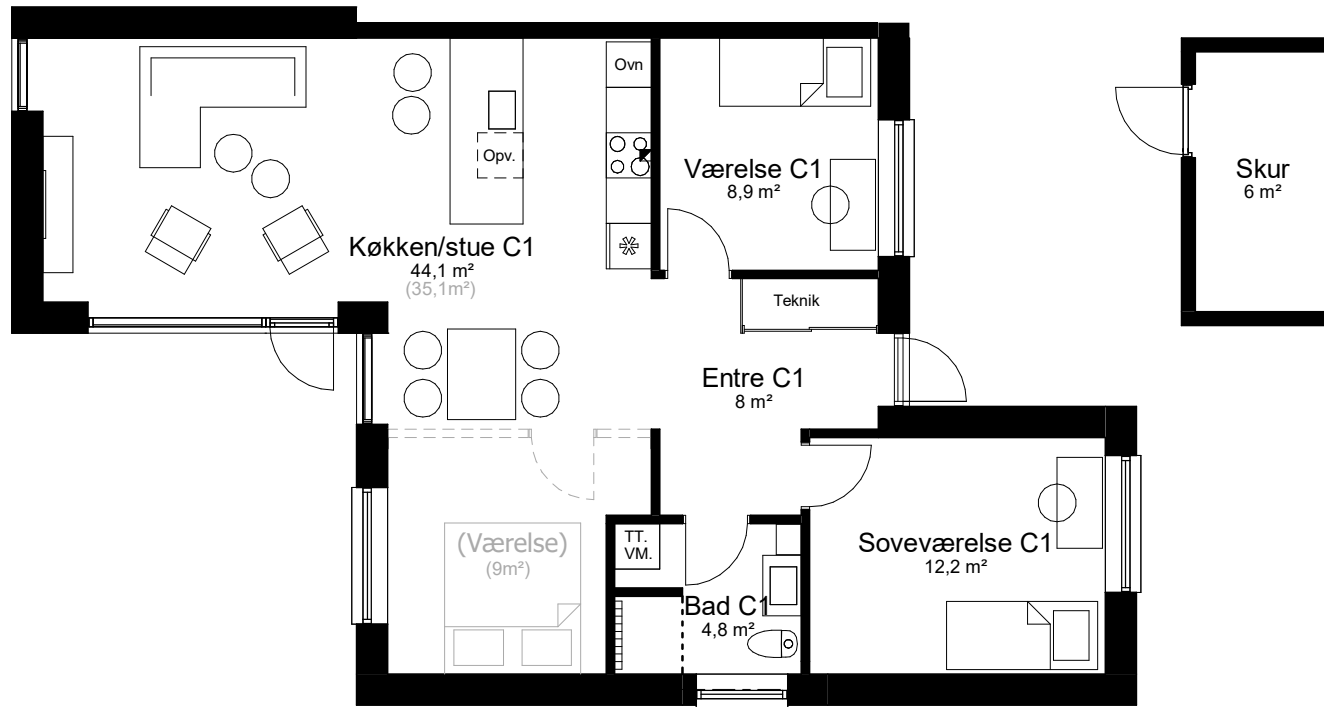 Ovn
Opv.
Værelse C1
8,9 m²
Skur
6 m²
Køkken/stue C1
44,1 m²
(35,1m²)
Teknik
Entre C1
8 m²
(Værelse)
(9m²)
TT.
VM.
Soveværelse C1
12,2 m²
Bad C1
4,8 m²